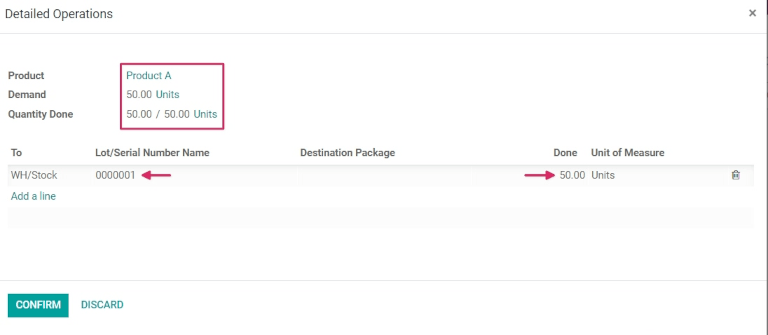 Detailed Operations ×
Product Product A
Demand 50.00 Units
Quantity Done 50.00 / 50.00 Units
To Lot/Serial Number Name Destination Package Done Unit of Measure
WH/Stock 0000001 50.00 Units
Add a line
CONFIRM DISCARD